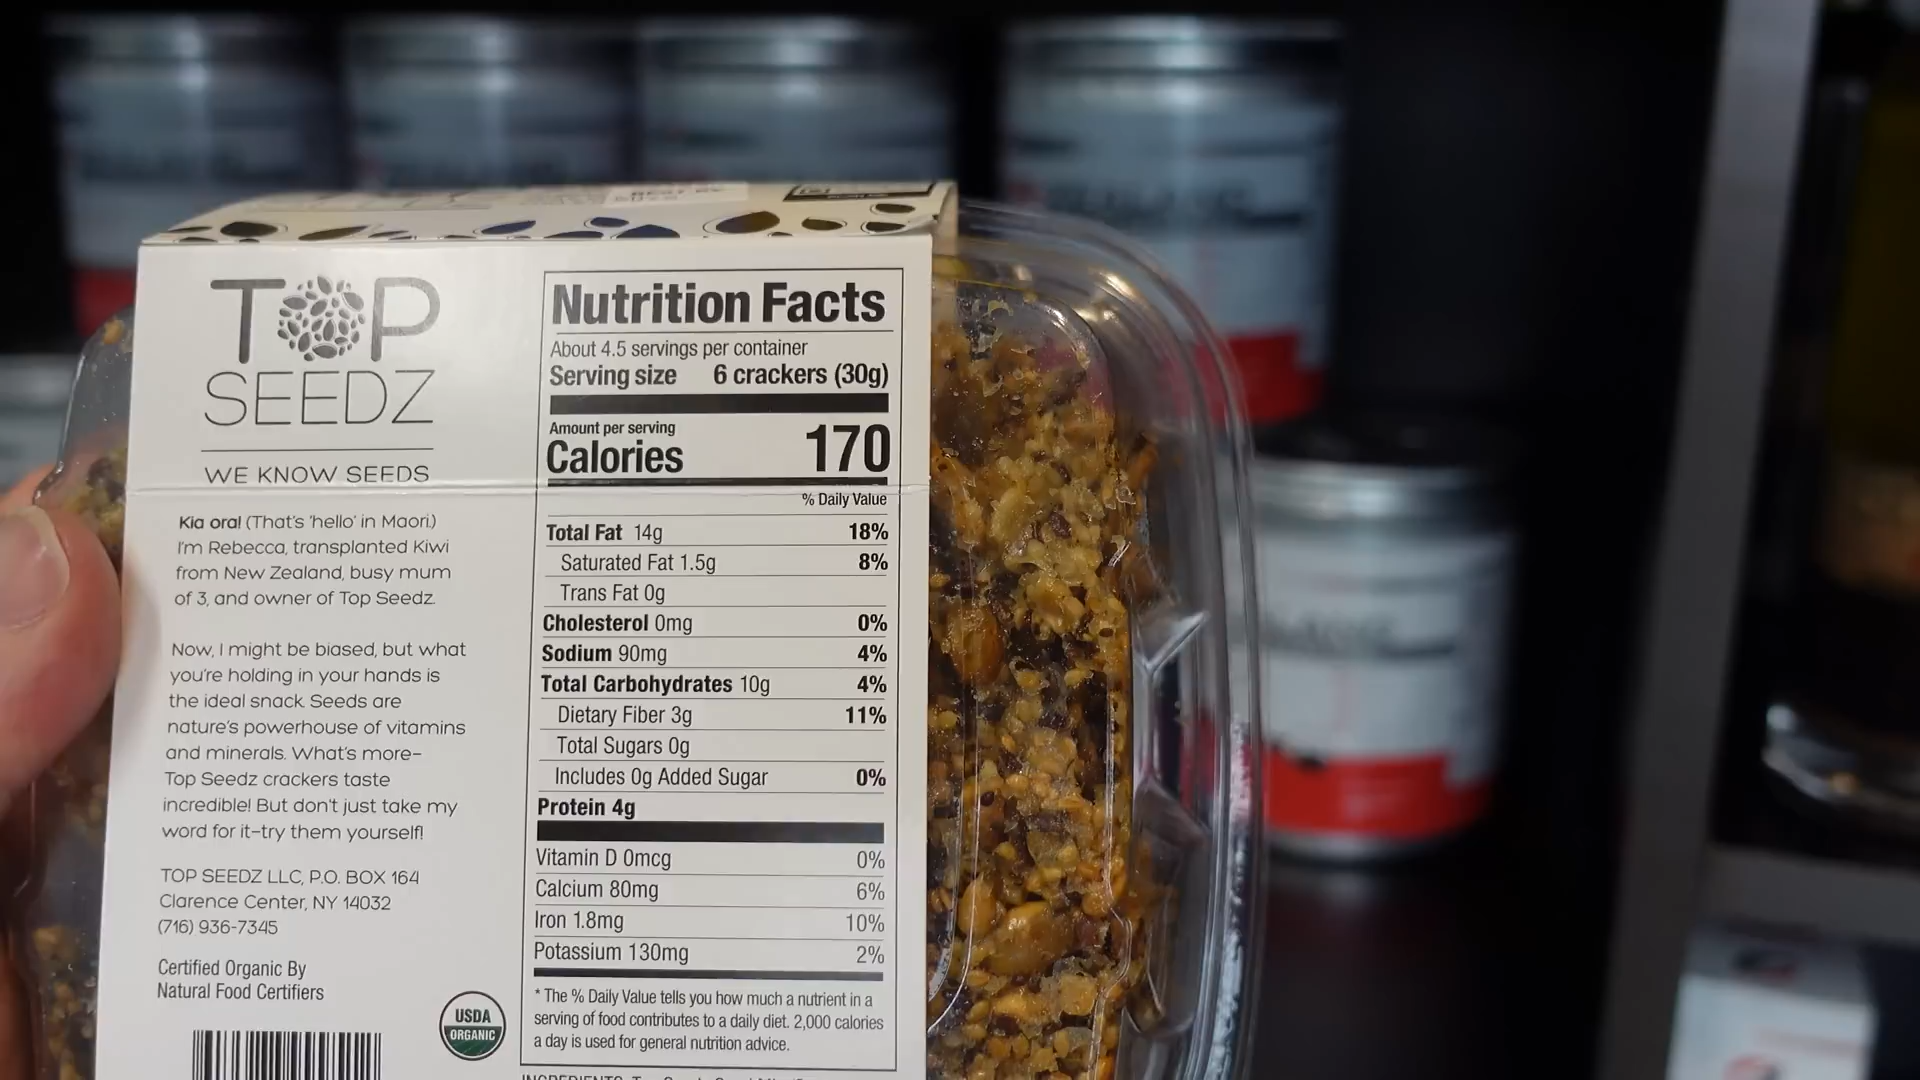 TOP
SEEDZ
WE KNOW SEEDS
Kia ora! (That's 'hello' in Maori.)
I'm Rebecca, transplanted Kiwi
from New Zealand, busy mum
of 3, and owner of Top Seedz.
Now, I might be biased, but what
you're holding in your hands is
the ideal snack. Seeds are
nature's powerhouse of vitamins
and minerals. What's more-
Top Seedz crackers taste
incredible! But don't just take my
word for it-try them yourself!
TOP SEEDZ LLC, P.O. BOX 164
Clarence Center, NY 14032
(716) 936-7345
Certified Organic By
Natural Food Certifiers
USDA
ORGANIC
Nutrition Facts
About 4.5 servings per container
Serving size 6 crackers (30g)
Amount per serving
Calories 170
% Daily Value
Total Fat 14g 18%
Saturated Fat 1.5g 8%
Trans Fat 0g
Cholesterol 0mg 0%
Sodium 90mg 4%
Total Carbohydrates 10g 4%
Dietary Fiber 3g 11%
Total Sugars 0g
Includes 0g Added Sugar 0%
Protein 4g
Vitamin D 0mcg 0%
Calcium 80mg 6%
Iron 1.8mg 10%
Potassium 130mg 2%
* The % Daily Value tells you how much a nutrient in a
serving of food contributes to a daily diet. 2,000 calories
a day is used for general nutrition advice.